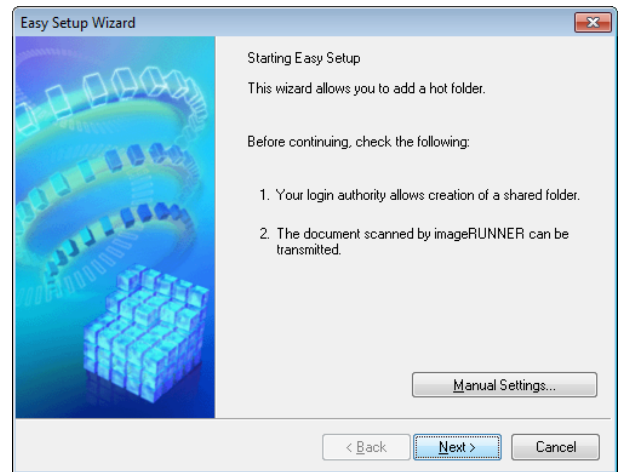 Easy Setup Wizard
Starting Easy Setup
This wizard allows you to add a hot folder.
Before continuing, check the following:
1. Your login authority allows creation of a shared folder.
2. The document scanned by imageRUNNER can be
transmitted.
Manual Settings...
< Back
Next >
Cancel